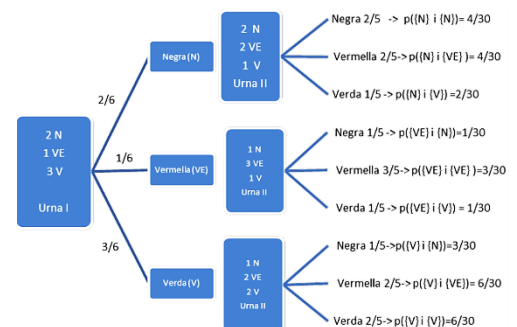 2 N
1 VE
3 V
Urna I
2/6
1/6
3/6
Negra (N)
Vermella (VE)
Verda (V)
2 N
2 VE
1 V
Urna II
1 N
3 VE
1 V
Urna II
1 N
2 VE
2 V
Urna II
Negra 2/5 -> p({N} i {N})= 4/30
Vermella 2/5-> p({N} i {VE} )= 4/30
Verda 1/5 -> p({N} i {V}) =2/30
Negra 1/5 -> p({VE} i {N})=1/30
Vermella 3/5-> p({VE} i {VE} )=3/30
Verda 1/5 -> p({VE} i {V}) = 1/30
Negra 1/5->p({V} i {N})=3/30
Vermella 2/5-> p({V} i {VE})= 6/30
Verda 2/5->p({V} i {V})=6/30